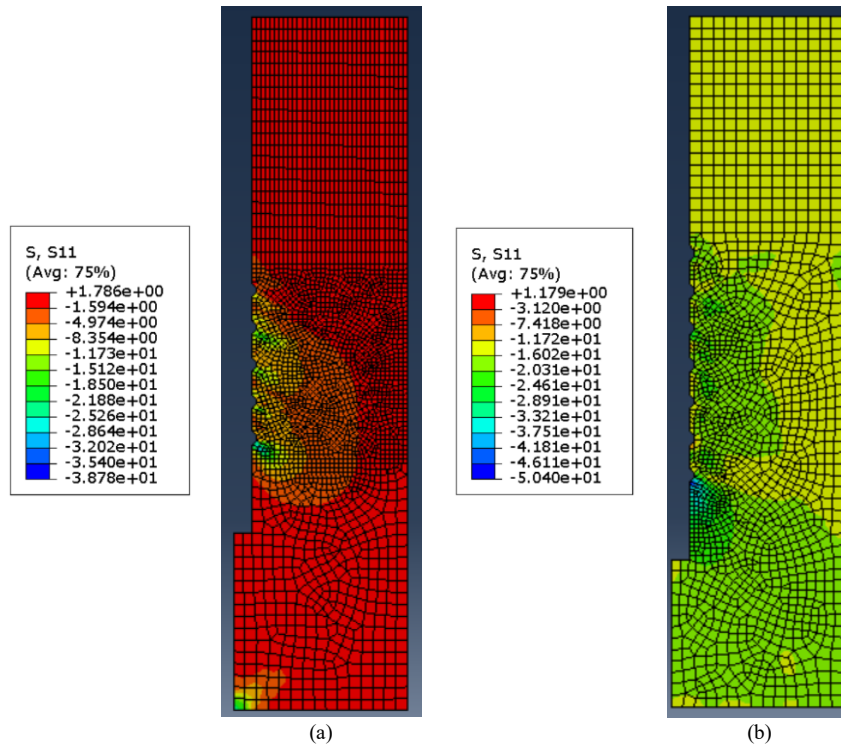 S, S11
(Avg: 75%)
+1.786e+00
-1.594e+00
-4.974e+00
-8.354e+00
-1.173e+01
-1.512e+01
-1.850e+01
-2.188e+01
-2.526e+01
-2.864e+01
-3.202e+01
-3.540e+01
-3.878e+01
(a)
S, S11
(Avg: 75%)
+1.179e+00
-3.120e+00
-7.418e+00
-1.172e+01
-1.602e+01
-2.031e+01
-2.461e+01
-2.891e+01
-3.321e+01
-3.751e+01
-4.181e+01
-4.611e+01
-5.040e+01
(b)